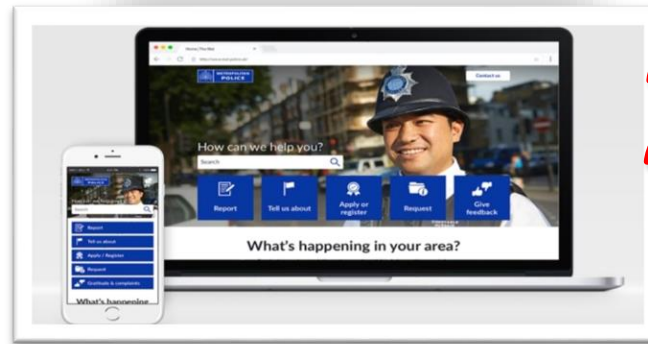 METROPOLITAN
POLICE
Contact us
How can we help you?
Search
Report
Tell us about
Apply or
register
Request
Give
feedback
What's happening in your area?
Search
Report
Tell us about
Apply / Register
Request
Gratitude & complaints
What's happening